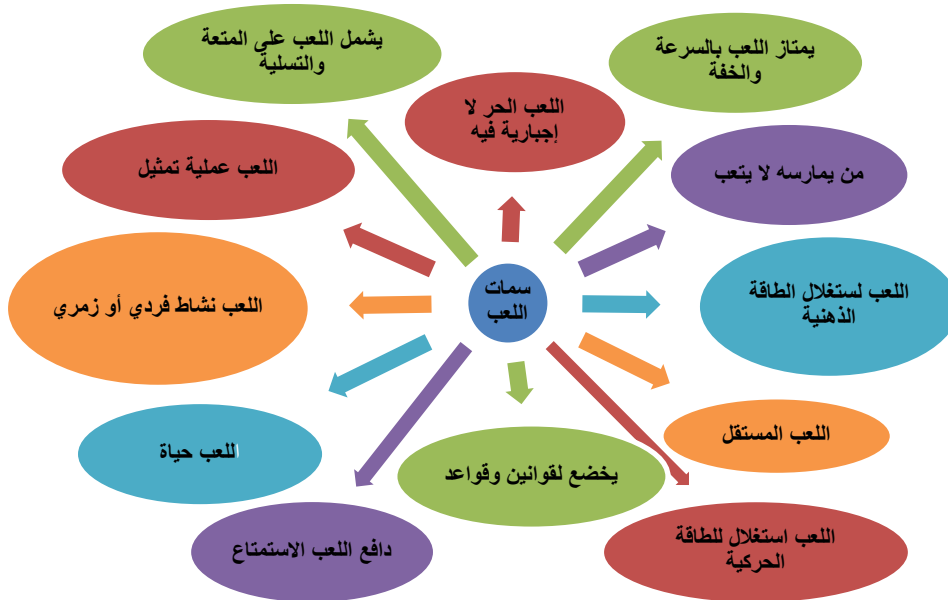 يشمل اللعب على المتعة
والتسلية
يمتاز اللعب بالسرعة
والخفة
اللعب الحر لا
إجبارية فيه
اللعب عملية تمثيل
من يمارسه لا يتعب
سمات
اللعب
اللعب نشاط فردي أو زمري
اللعب لستغلال الطاقة
الذهنية
اللعب المستقل
اللعب حياة
يخضع لقوانين وقواعد
دافع اللعب الاستمتاع
اللعب استغلال للطاقة
الحركية